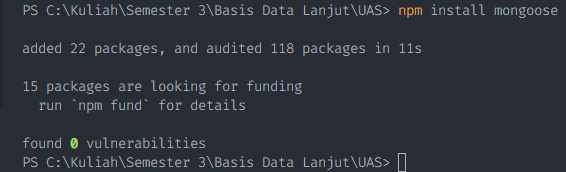 PS C:\Kuliah\Semester 3\Basis Data Lanjut\UAS> npm install mongoose
added 22 packages, and audited 118 packages in 11s
15 packages are looking for funding
  run `npm fund` for details
found 0 vulnerabilities
PS C:\Kuliah\Semester 3\Basis Data Lanjut\UAS>